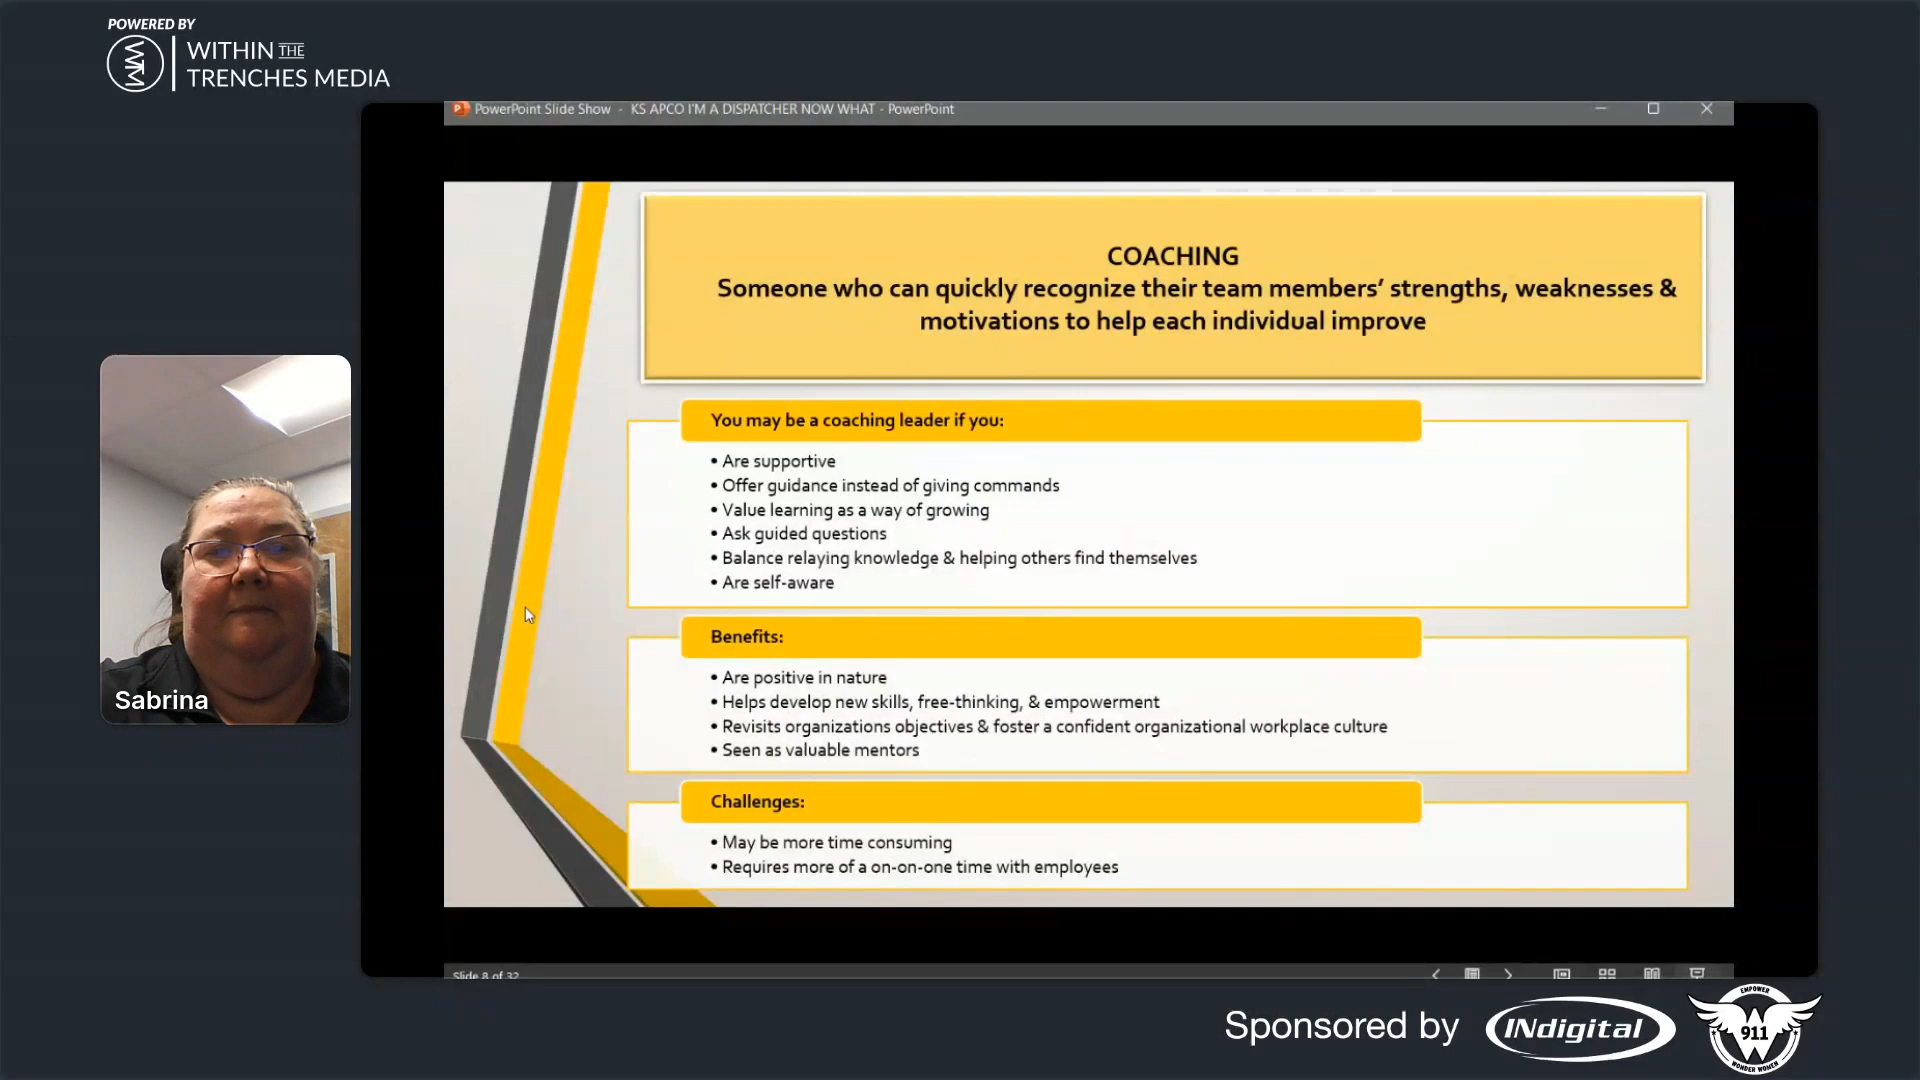 POWERED BY
WITHIN THE
TRENCHES MEDIA
PowerPoint Slide Show - KS APCO I'M A DISPATCHER NOW WHAT - PowerPoint
COACHING
Someone who can quickly recognize their team members’ strengths, weaknesses &
motivations to help each individual improve
You may be a coaching leader if you:
• Are supportive
• Offer guidance instead of giving commands
• Value learning as a way of growing
• Ask guided questions
• Balance relaying knowledge & helping others find themselves
• Are self-aware
Benefits:
• Are positive in nature
• Helps develop new skills, free-thinking, & empowerment
• Revisits organizations objectives & foster a confident organizational workplace culture
• Seen as valuable mentors
Challenges:
• May be more time consuming
• Requires more of a on-on-one time with employees
Sabrina
Slide 8 of 32
Sponsored by
INdigital
EMPOWER
911
WONDER WOMEN